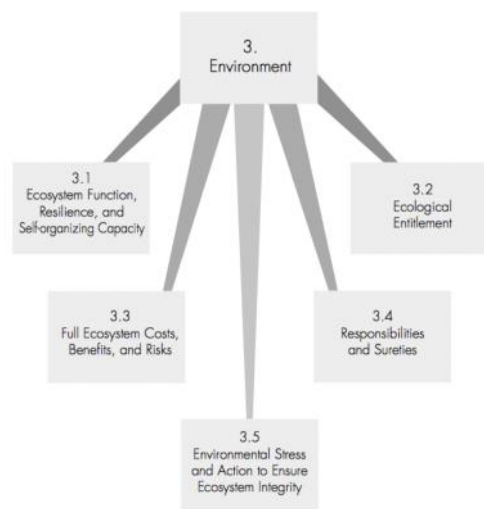 3.
Environment
3.1
Ecosystem Function,
Resilience, and
Self-organizing Capacity
3.2
Ecological
Entitlement
3.3
Full Ecosystem Costs,
Benefits, and Risks
3.4
Responsibilities
and Sureties
3.5
Environmental Stress
and Action to Ensure
Ecosystem Integrity